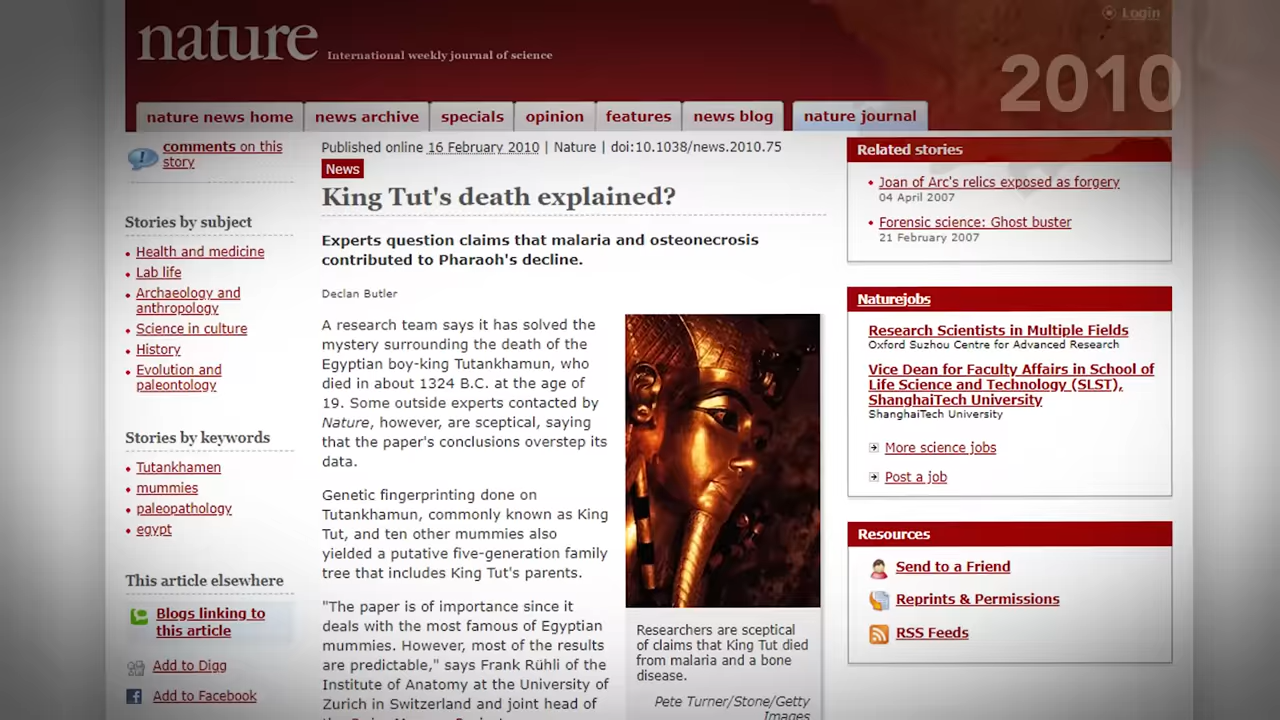 nature International weekly journal of science
Login
2010
nature news home
news archive
specials
opinion
features
news blog
nature journal
comments on this
story
Stories by subject
Health and medicine
Lab life
Archaeology and
anthropology
Science in culture
History
Evolution and
paleontology
Stories by keywords
Tutankhamen
mummies
paleopathology
egypt
This article elsewhere
Blogs linking to
this article
Add to Digg
Add to Facebook
Published online 16 February 2010 | Nature | doi:10.1038/news.2010.75
News
King Tut's death explained?
Experts question claims that malaria and osteonecrosis
contributed to Pharaoh's decline.
Declan Butler
A research team says it has solved the
mystery surrounding the death of the
Egyptian boy-king Tutankhamun, who
died in about 1324 B.C. at the age of
19. Some outside experts contacted by
Nature, however, are sceptical, saying
that the paper's conclusions overstep its
data.
Genetic fingerprinting done on
Tutankhamun, commonly known as King
Tut, and ten other mummies also
yielded a putative five-generation family
tree that includes King Tut's parents.
"The paper is of importance since it
deals with the most famous of Egyptian
mummies. However, most of the results
are predictable," says Frank Rühli of the
Institute of Anatomy at the University of
Zurich in Switzerland and joint head of
Researchers are sceptical
of claims that King Tut died
from malaria and a bone
disease.
Pete Turner/Stone/Getty
Images
Related stories
Joan of Arc's relics exposed as forgery
04 April 2007
Forensic science: Ghost buster
21 February 2007
Naturejobs
Research Scientists in Multiple Fields
Oxford Suzhou Centre for Advanced Research
Vice Dean for Faculty Affairs in School of
Life Science and Technology (SLST),
ShanghaiTech University
ShanghaiTech University
More science jobs
Post a job
Resources
Send to a Friend
Reprints & Permissions
RSS Feeds